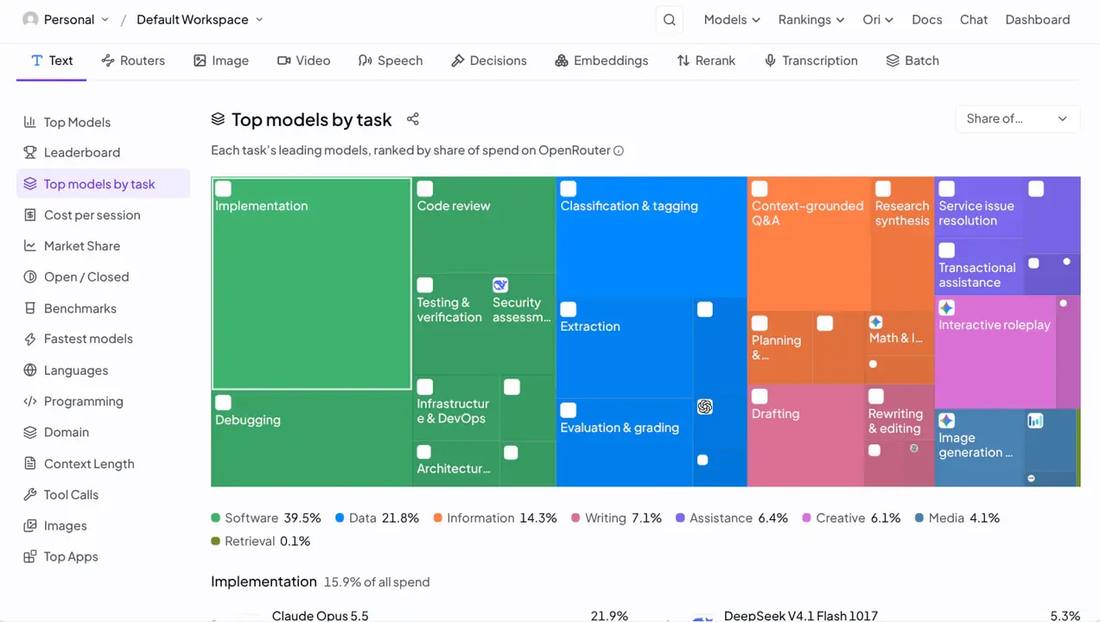 Personal / Default Workspace Models Rankings Ori Docs Chat Dashboard
Text Routers Image Video Speech Decisions Embeddings Rerank Transcription Batch
Top Models
Leaderboard
Top models by task
Cost per session
Market Share
Open / Closed
Benchmarks
Fastest models
Languages
Programming
Domain
Context Length
Tool Calls
Images
Top Apps
Top models by task
Share of...
Each task's leading models, ranked by share of spend on OpenRouter
Implementation
Debugging
Code review
Testing &
verification
Security
assessm...
Infrastructur
e & DevOps
Architectur...
Classification & tagging
Extraction
Evaluation & grading
Context-grounded
Q&A
Research
synthesis
Planning
&...
Math & l...
Drafting
Rewriting
& editing
Service issue
resolution
Transactional
assistance
Interactive roleplay
Image
generation ...
Software 39.5% Data 21.8% Information 14.3% Writing 7.1% Assistance 6.4% Creative 6.1% Media 4.1%
Retrieval 0.1%
Implementation 15.9% of all spend
Claude Opus 5.5 21.9% DeepSeek V4.1 Flash 1017 5.3%